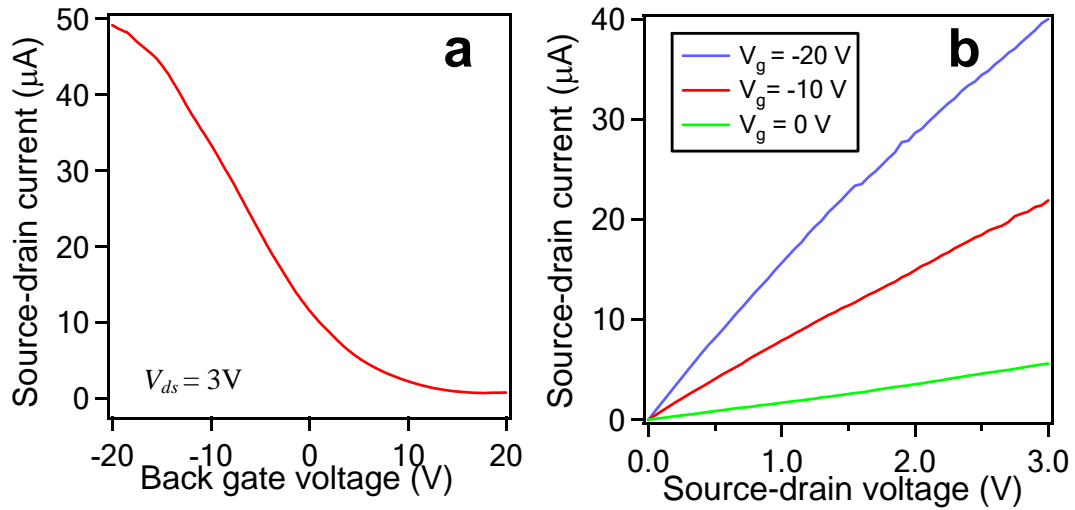 a
Source-drain current (μA)
50
40
30
20
10
0
V_ds = 3V
-20
-10
0
10
20
Back gate voltage (V)
b
V_g = -20 V
V_g= -10 V
V_g = 0 V
Source-drain current (μA)
40
30
20
10
0
0.0
1.0
2.0
3.0
Source-drain voltage (V)